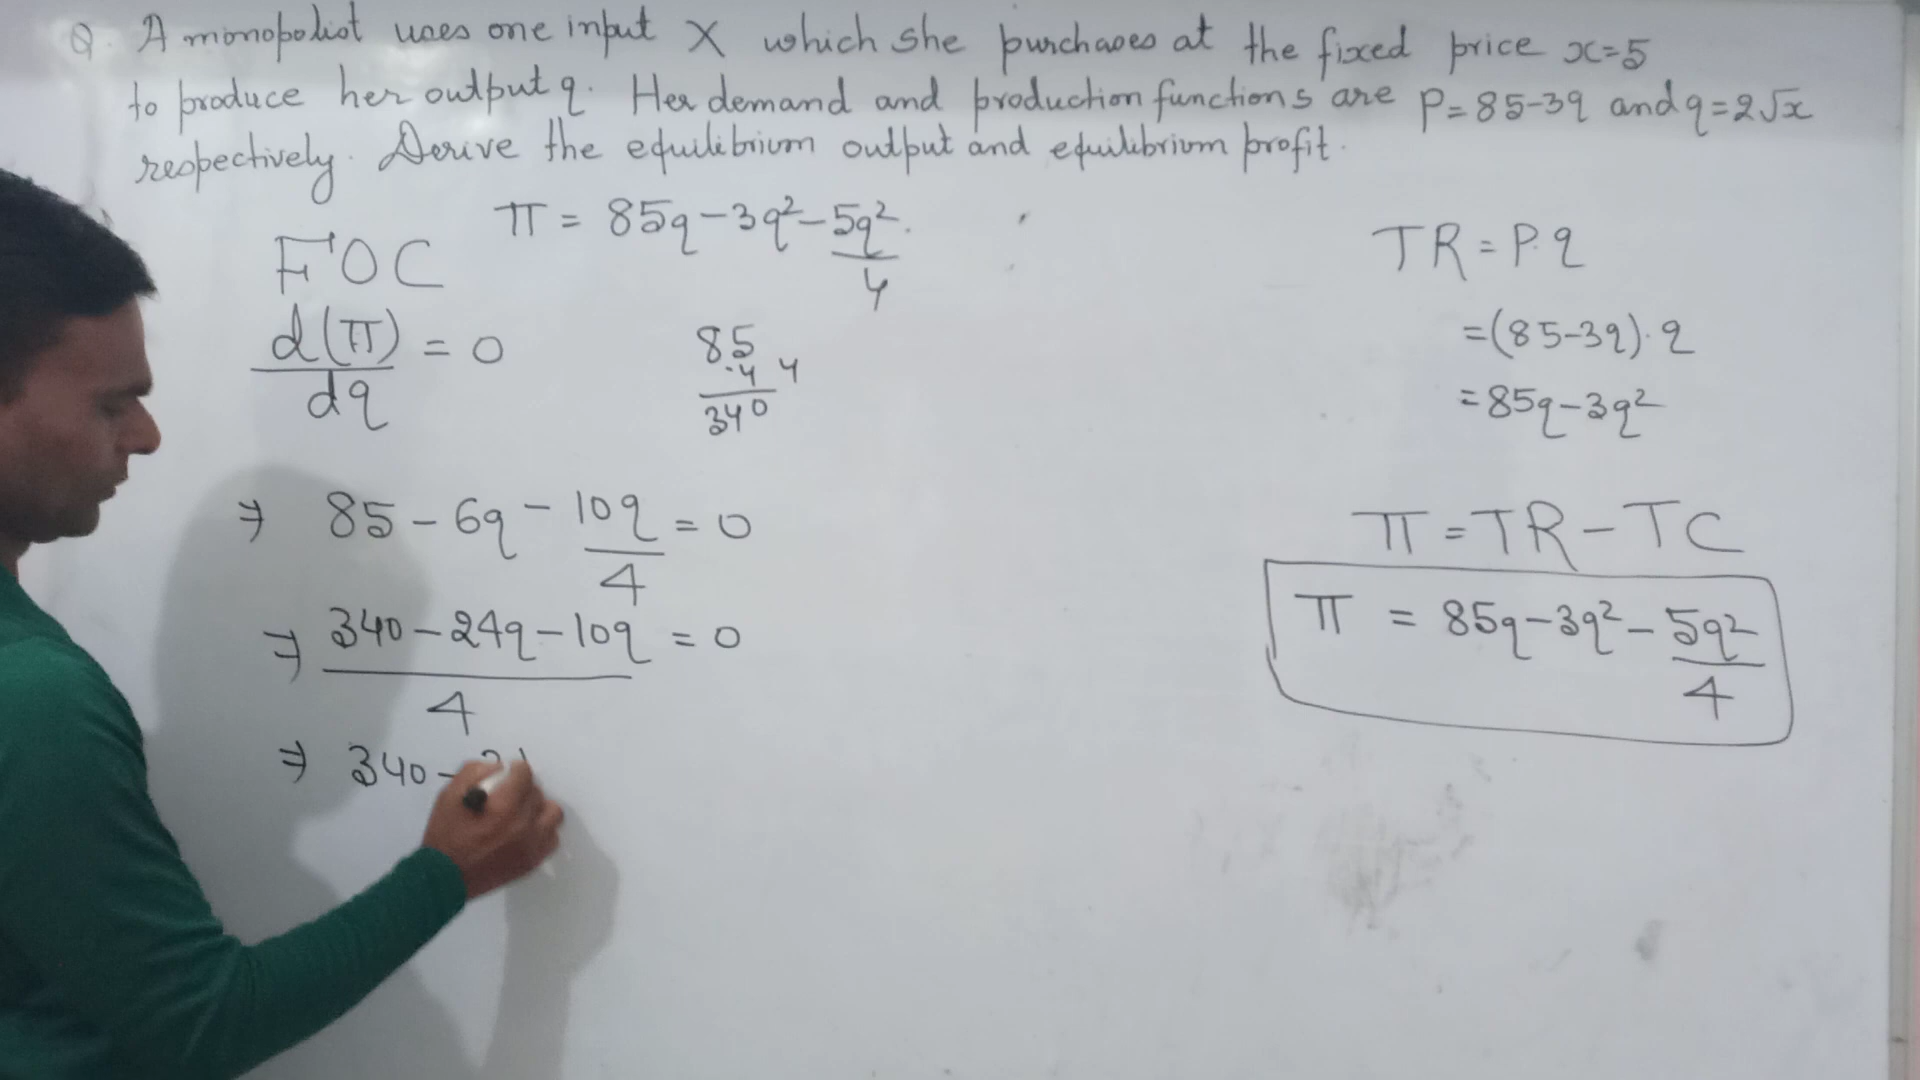 Q. A monopolist uses one input X which she purchases at the fixed price x=5
to produce her output q. Her demand and production functions are P=85-3q and q=2√x
respectively. Derive the equilibrium output and equilibrium profit.
π = 85q-3q²-5q²/4
FOC
d(π)/dq = 0
85
4 4
340
⇒ 85-6q-10q/4=0
⇒ 340-24q-10q/4=0
⇒ 340-
TR=P.q
=(85-3q).q
=85q-3q²
π=TR-TC
π = 85q-3q²-5q²/4